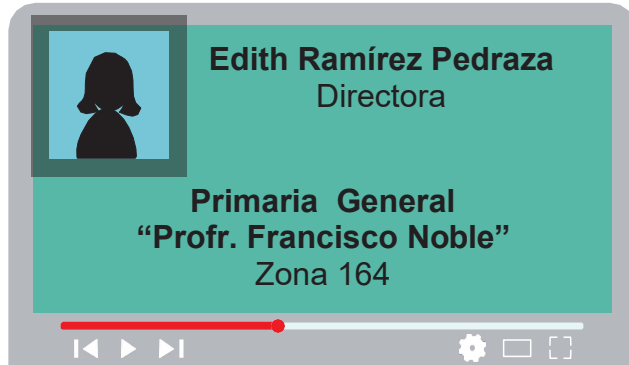 Edith Ramírez Pedraza
Directora
Primaria General
“Profr. Francisco Noble”
Zona 164